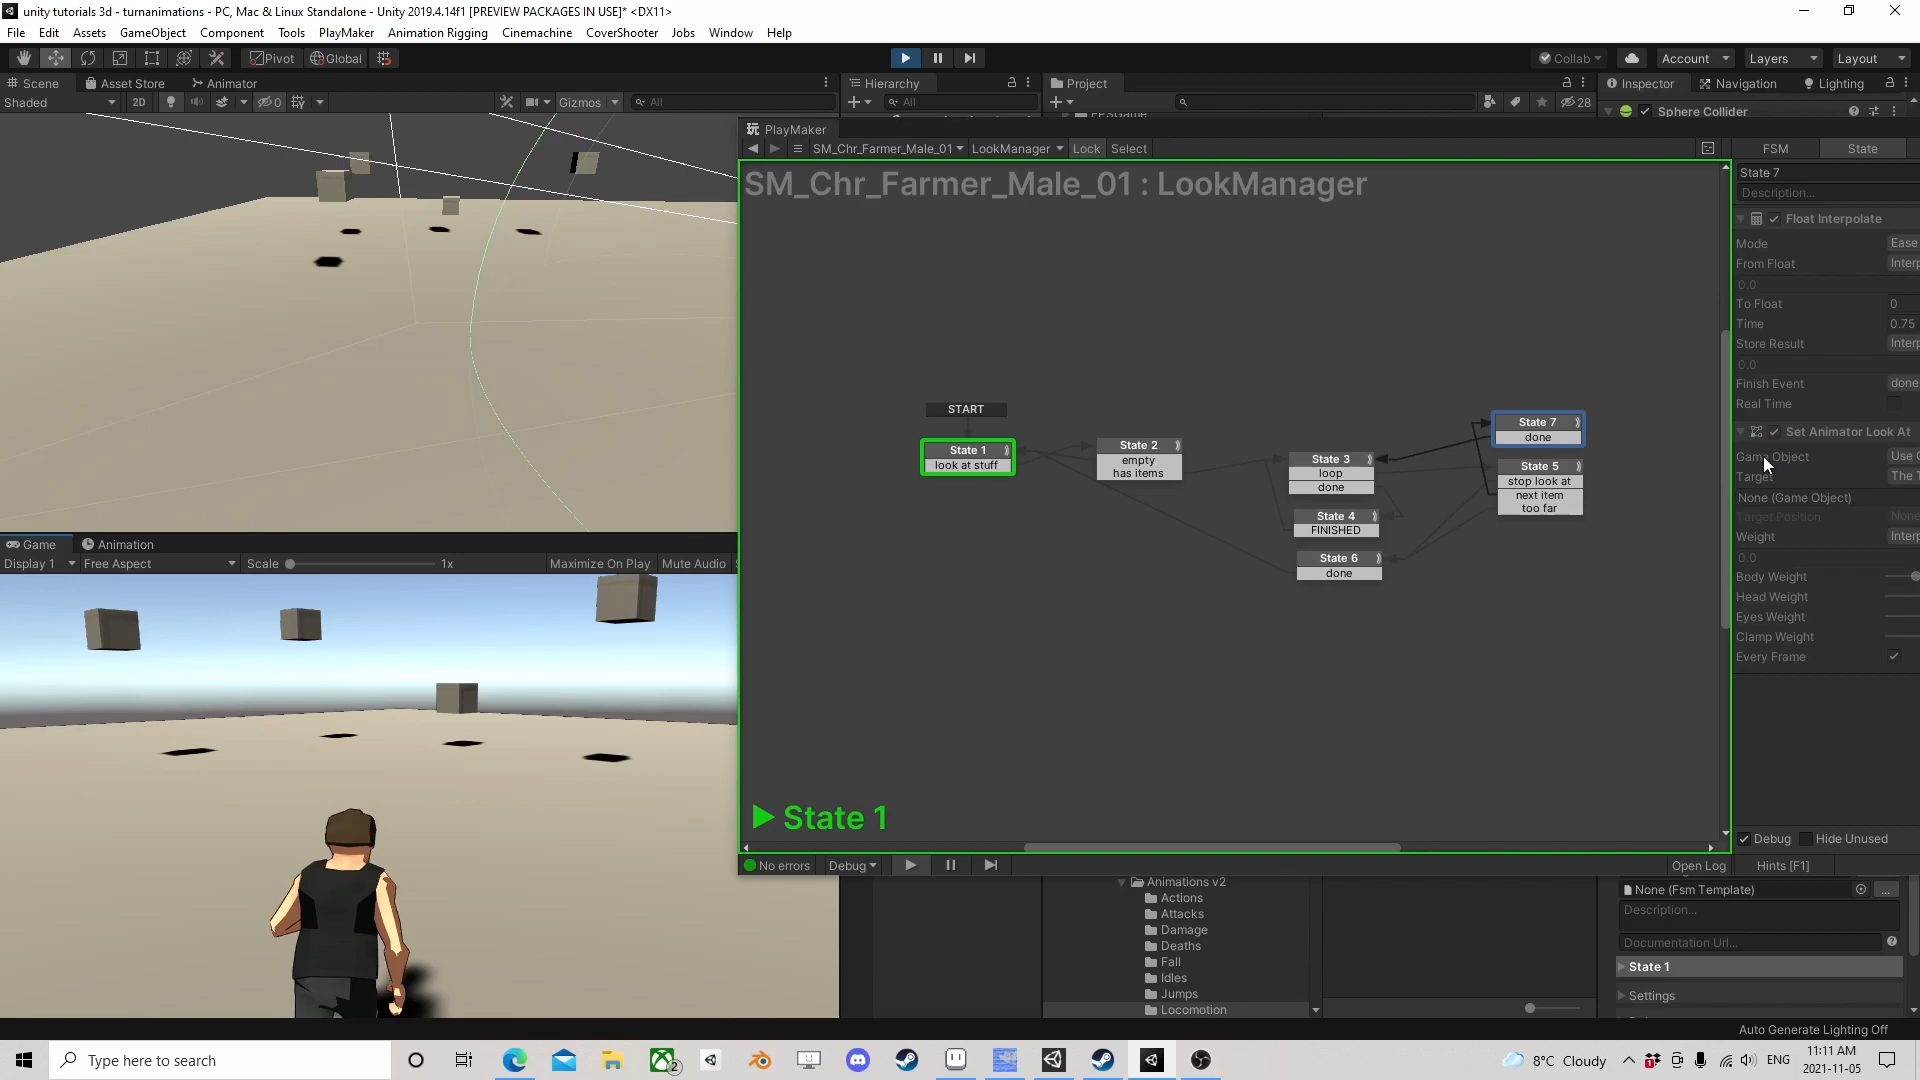 unity tutorials 3d - turnanimations - PC, Mac & Linux Standalone - Unity 2019.4.14f1 [PREVIEW PACKAGES IN USE]* <DX11>
File Edit Assets GameObject Component Tools PlayMaker Animation Rigging Cinemachine CoverShooter Jobs Window Help
Pivot Global Collab Account Layers Layout
Scene Asset Store Animator Hierarchy Project Inspector Navigation Lighting
Shaded 2D 0 Gizmos All All 28 Sphere Collider
PlayMaker
SM_Chr_Farmer_Male_01 LookManager Lock Select FSM State
SM_Chr_Farmer_Male_01 : LookManager
State 7
Description...
Float Interpolate
Mode Ease
From Float Interp
0.0
To Float 0
Time 0.75
Store Result Interp
0.0
Finish Event done
Real Time
Set Animator Look At
Game Object Use
Target The T
None (Game Object)
Target Position None
Weight Interp
0.0
Body Weight
Head Weight
Eyes Weight
Clamp Weight
Every Frame
START
State 1
look at stuff
State 2
empty
has items
State 3
loop
done
State 4
FINISHED
State 6
done
State 7
done
State 5
stop look at
next item
too far
State 1
Debug Hide Unused
No errors Debug Open Log Hints [F1]
Game Animation
Display 1 Free Aspect Scale 1x Maximize On Play Mute Audio
Animations v2
Actions
Attacks
Damage
Deaths
Fall
Idles
Jumps
Locomotion
None (Fsm Template) ...
Description...
Documentation Url...
State 1
Settings
Auto Generate Lighting Off
Type here to search
2
8°C Cloudy ENG 11:11 AM
2021-11-05